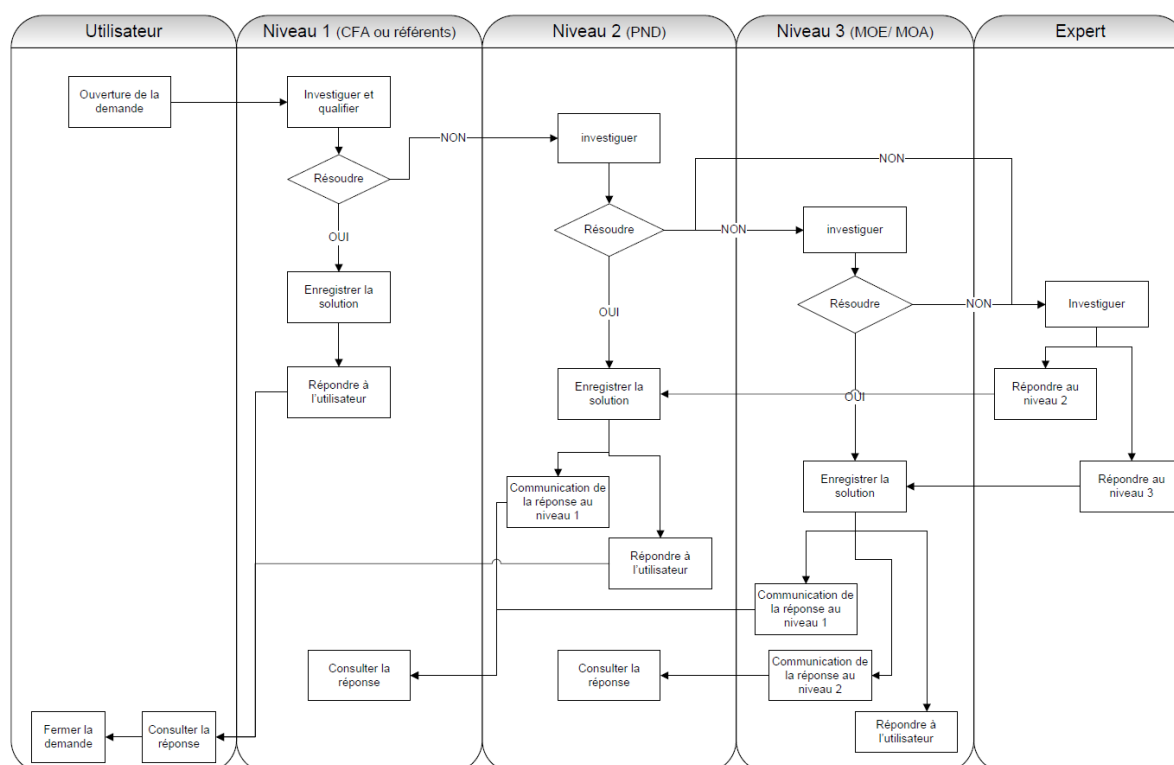 Utilisateur
Niveau 1 (CFA ou référents)
Niveau 2 (PND)
Niveau 3 (MOE/ MOA)
Expert
Ouverture de la
demande
Investiguer et
qualifier
NON
investiguer
NON
Résoudre
Résoudre
NON
investiguer
OUI
Enregistrer la
solution
OUI
Résoudre
NON
Investiguer
Répondre à
l'utilisateur
Enregistrer la
solution
OUI
Répondre au
niveau 2
Communication de
la réponse au
niveau 1
Enregistrer la
solution
Répondre au
niveau 3
Répondre à
l'utilisateur
Communication de
la réponse au
niveau 1
Consulter la
réponse
Consulter la
réponse
Communication de
la réponse au
niveau 2
Fermer la
demande
Consulter la
réponse
Répondre à
l'utilisateur